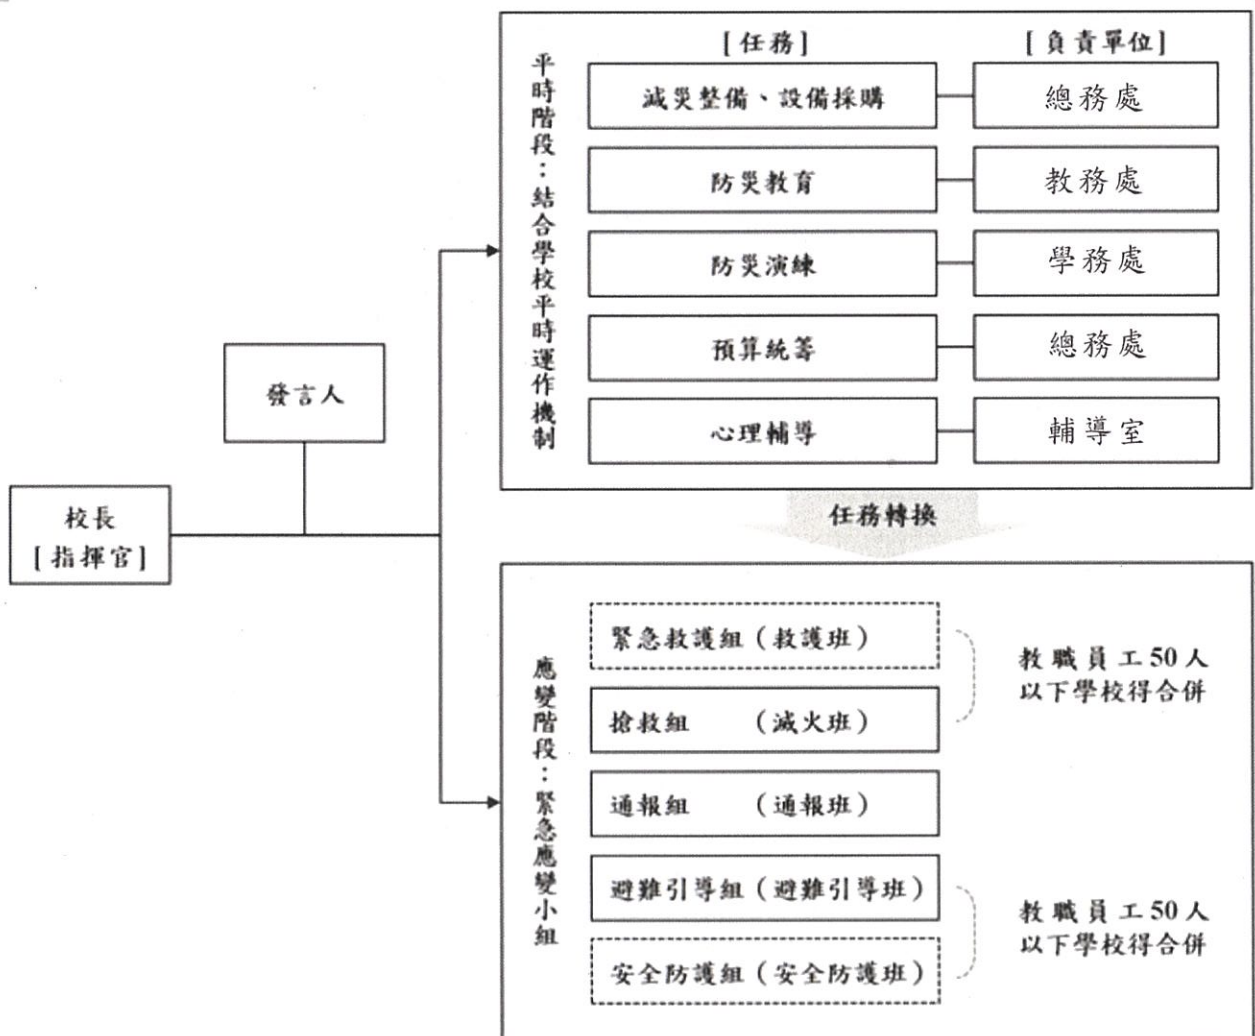 [任務]
[負責單位]
平時階段：結合學校平時運作機制
減災整備、設備採購
總務處
防災教育
教務處
防災演練
學務處
預算統籌
總務處
心理輔導
輔導室
發言人
校長
[指揮官]
任務轉換
應變階段：緊急應變小組
緊急救護組（救護班）
搶救組　　（滅火班）
通報組　　（通報班）
避難引導組（避難引導班）
安全防護組（安全防護班）
教職員工50人
以下學校得合併
教職員工50人
以下學校得合併